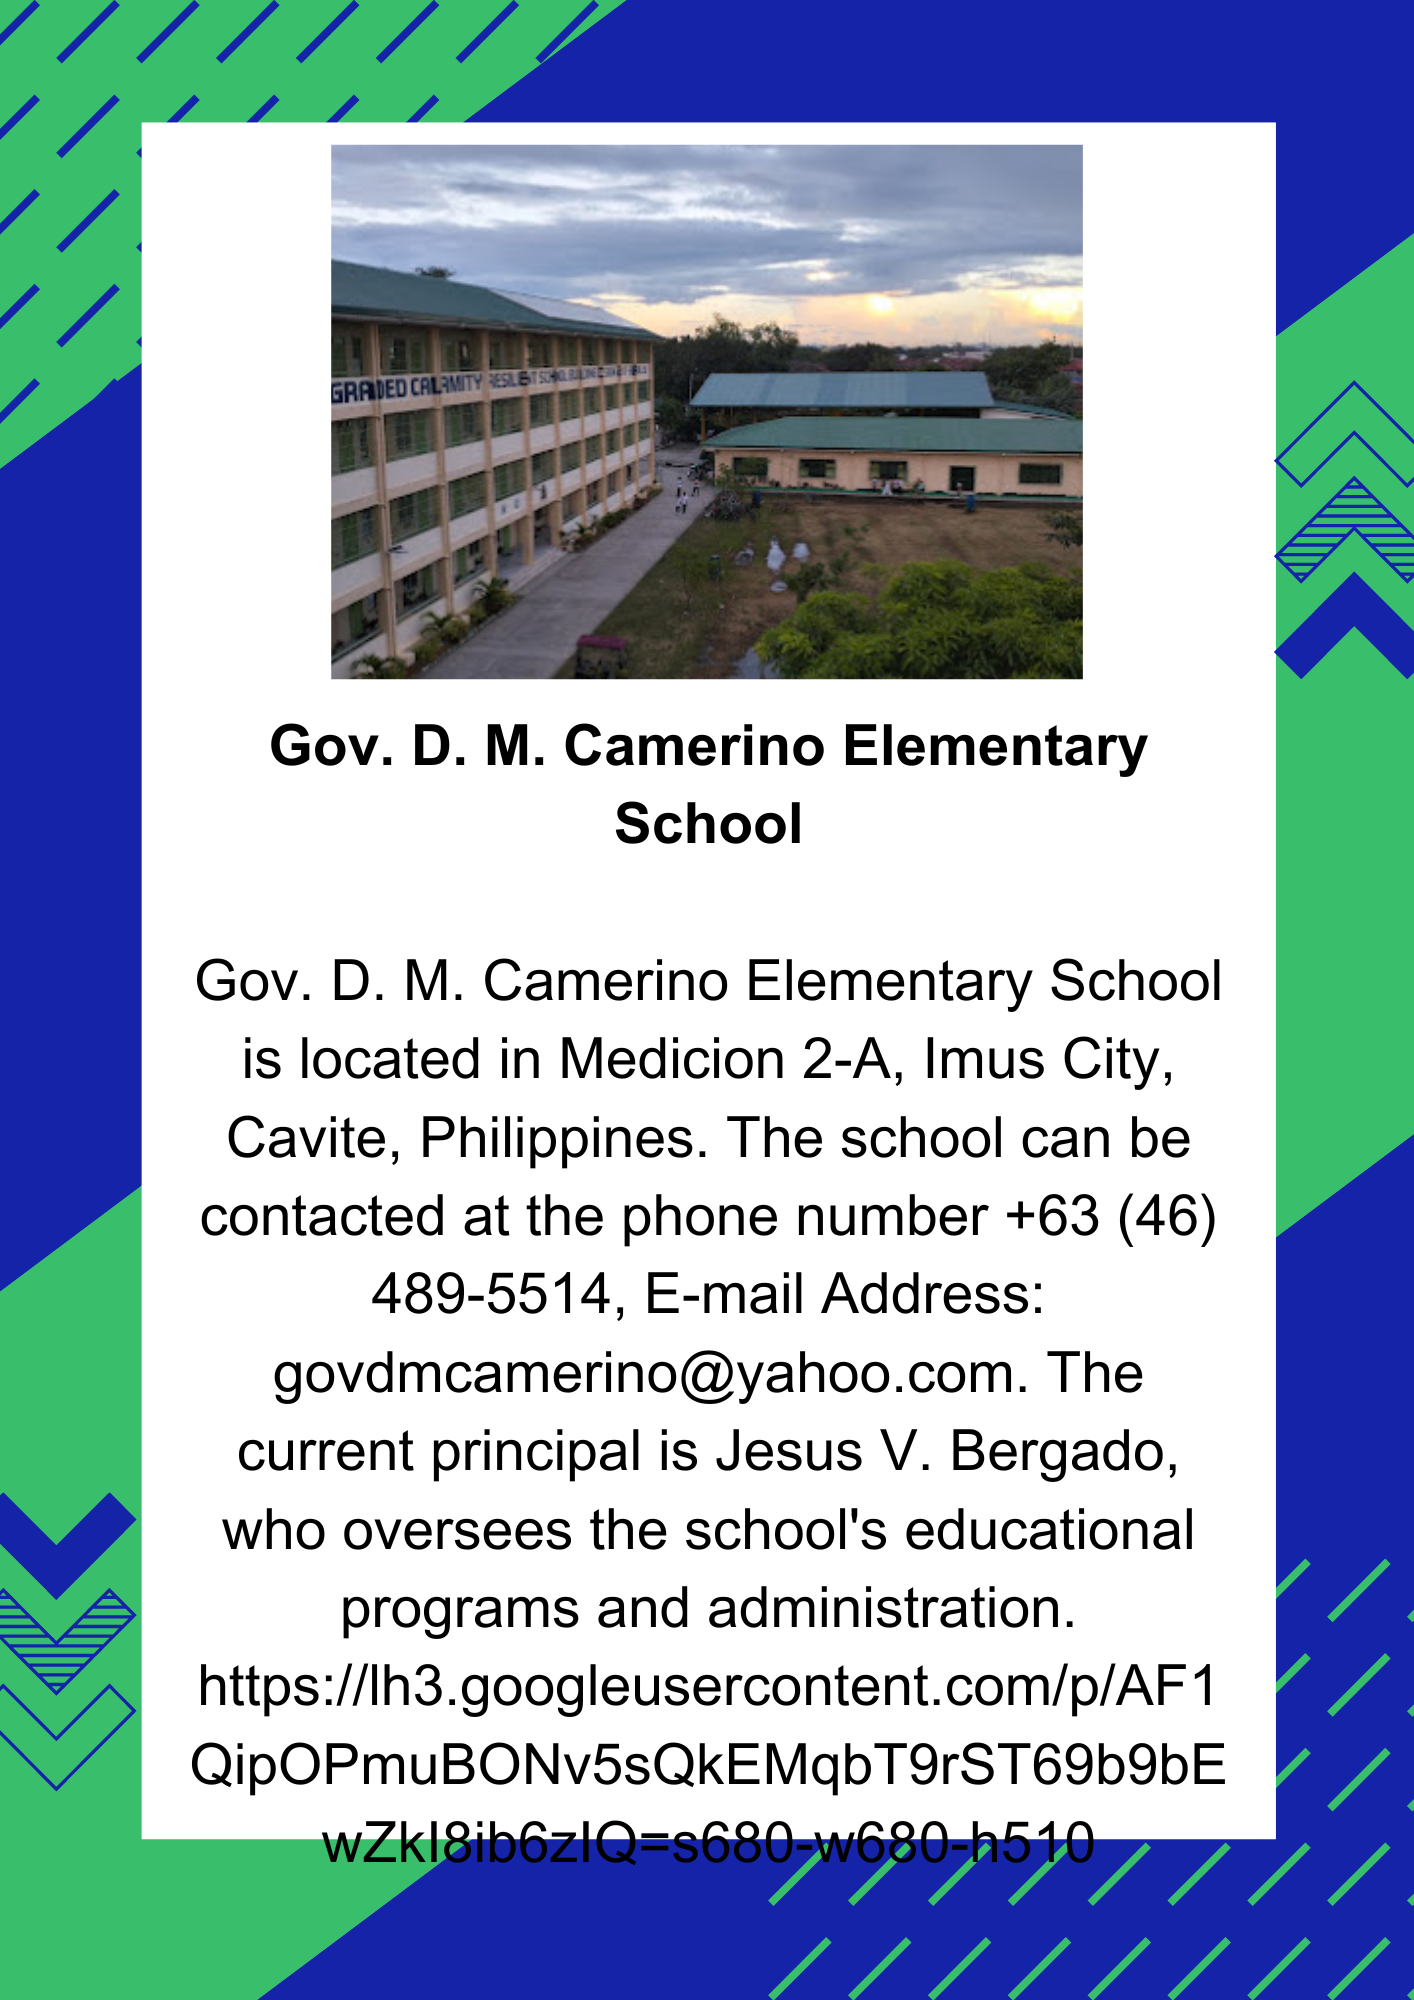 GRADED CALAMITY RESILIENT SCHOOL BUILDING
Gov. D. M. Camerino Elementary
School
Gov. D. M. Camerino Elementary School
is located in Medicion 2-A, Imus City,
Cavite, Philippines. The school can be
contacted at the phone number +63 (46)
489-5514, E-mail Address:
govdmcamerino@yahoo.com. The
current principal is Jesus V. Bergado,
who oversees the school's educational
programs and administration.
https://lh3.googleusercontent.com/p/AF1
QipOPmuBONv5sQkEMqbT9rST69b9bE
wZkI8ib6zIQ=s680-w680-h510